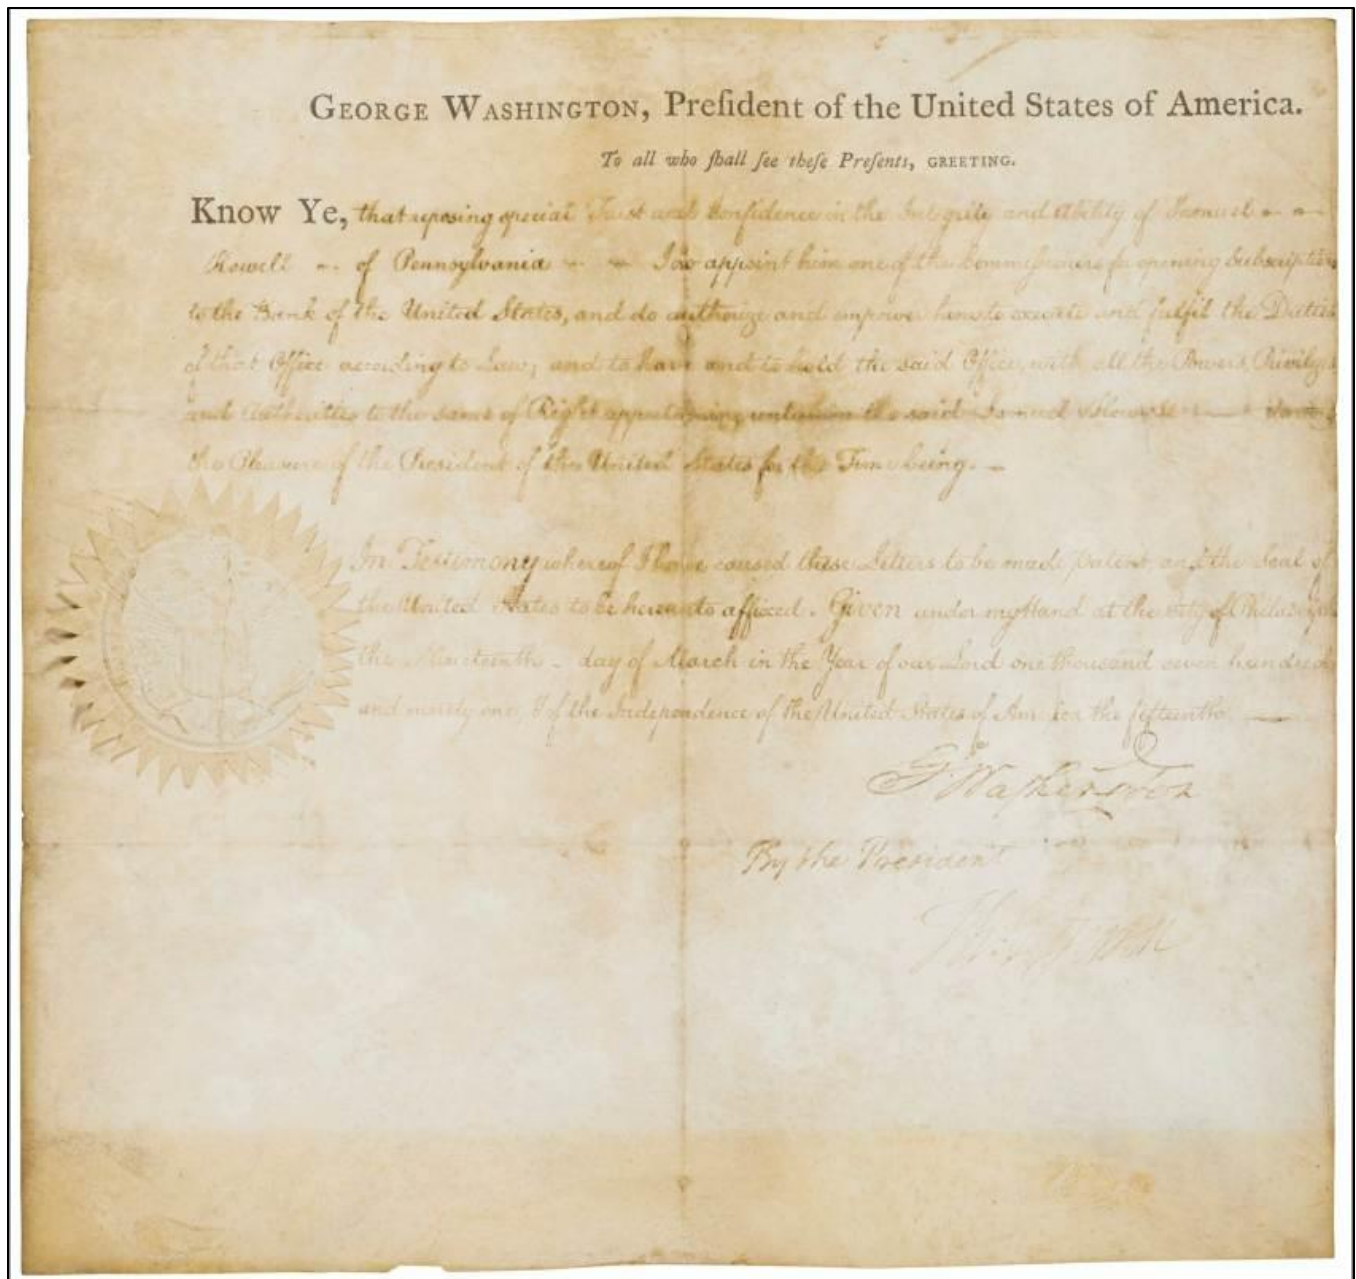 GEORGE WASHINGTON, Preſident of the United States of America.
To all who ſhall ſee theſe Preſents, GREETING.
Know Ye, that reposing special Trust and Confidence in the Integrity and Ability of Samuel
Howell of Pennsylvania I do appoint him one of the Commissioners for opening Subscriptions
to the Bank of the United States, and do authorize and empower him to execute and fulfil the Duties
of that Office according to Law; and to have and to hold the said Office, with all the Powers, Privileges
and Authorities to the same of Right appertaining unto him the said Samuel Howell during
the Pleasure of the President of the United States for the Time being.
In Testimony whereof I have caused these Letters to be made patent and the Seal of
the United States to be hereunto affixed. Given under my Hand at the City of Philadelphia
the Nineteenth day of March in the Year of our Lord one thousand seven hundred
and ninety one, & of the Independence of the United States of America the fifteenth.
G. Washington
By the President